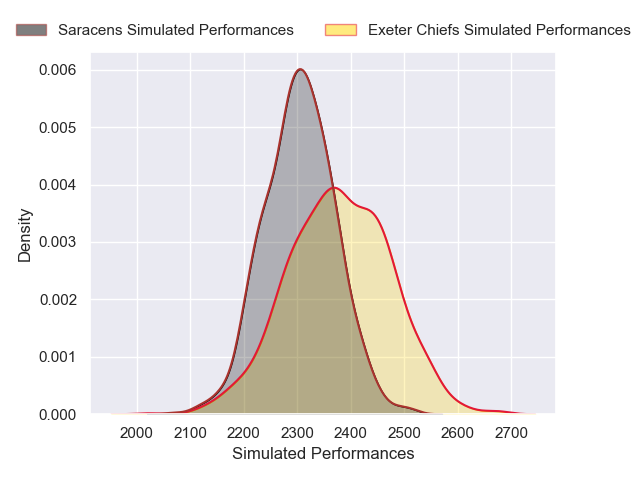 Saracens Simulated Performances
Exeter Chiefs Simulated Performances
0.006
0.005
0.004
0.003
0.002
0.001
0.000
Density
2000 2100 2200 2300 2400 2500 2600 2700
Simulated Performances